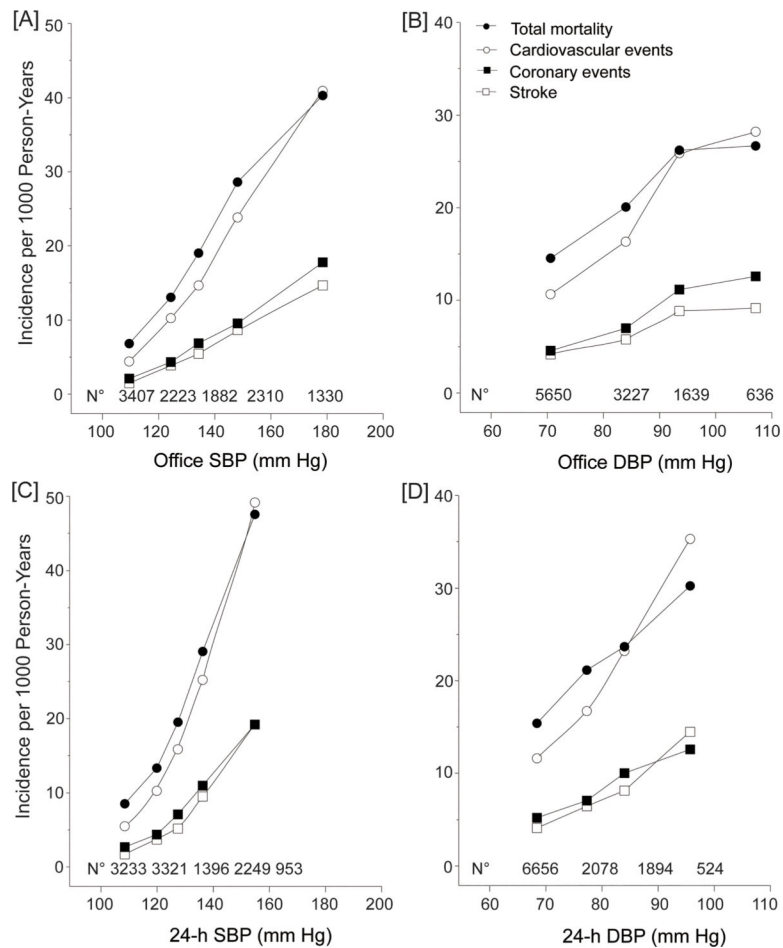 [A]
50
40
30
20
10
0
Incidence per 1000 Person-Years
N° 3407 2223 1882 2310 1330
100 120 140 160 180 200
Office SBP (mm Hg)
[B]
40
30
20
10
0
Total mortality
Cardiovascular events
Coronary events
Stroke
N° 5650 3227 1639 636
60 70 80 90 100 110
Office DBP (mm Hg)
[C]
50
40
30
20
10
0
Incidence per 1000 Person-Years
N° 3233 3321 1396 2249 953
100 120 140 160 180 200
24-h SBP (mm Hg)
[D]
40
30
20
10
0
N° 6656 2078 1894 524
60 70 80 90 100 110
24-h DBP (mm Hg)